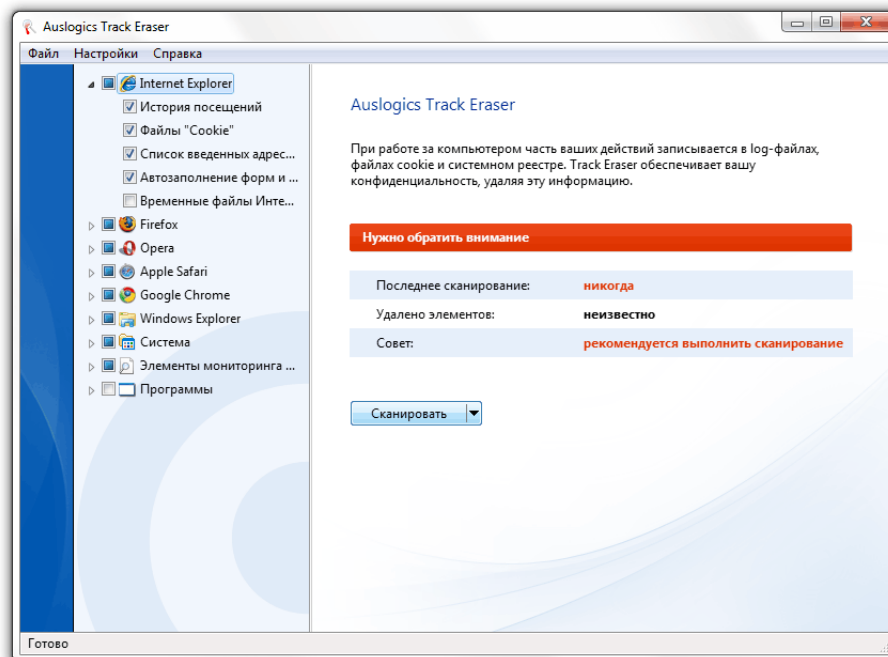 Auslogics Track Eraser
Файл Настройки Справка
Internet Explorer
История посещений
Файлы "Cookie"
Список введенных адрес...
Автозаполнение форм и ...
Временные файлы Инте...
Firefox
Opera
Apple Safari
Google Chrome
Windows Explorer
Система
Элементы мониторинга ...
Программы
Auslogics Track Eraser
При работе за компьютером часть ваших действий записывается в log-файлах,
файлах cookie и системном реестре. Track Eraser обеспечивает вашу
конфиденциальность, удаляя эту информацию.
Нужно обратить внимание
Последнее сканирование: никогда
Удалено элементов: неизвестно
Совет: рекомендуется выполнить сканирование
Сканировать
Готово